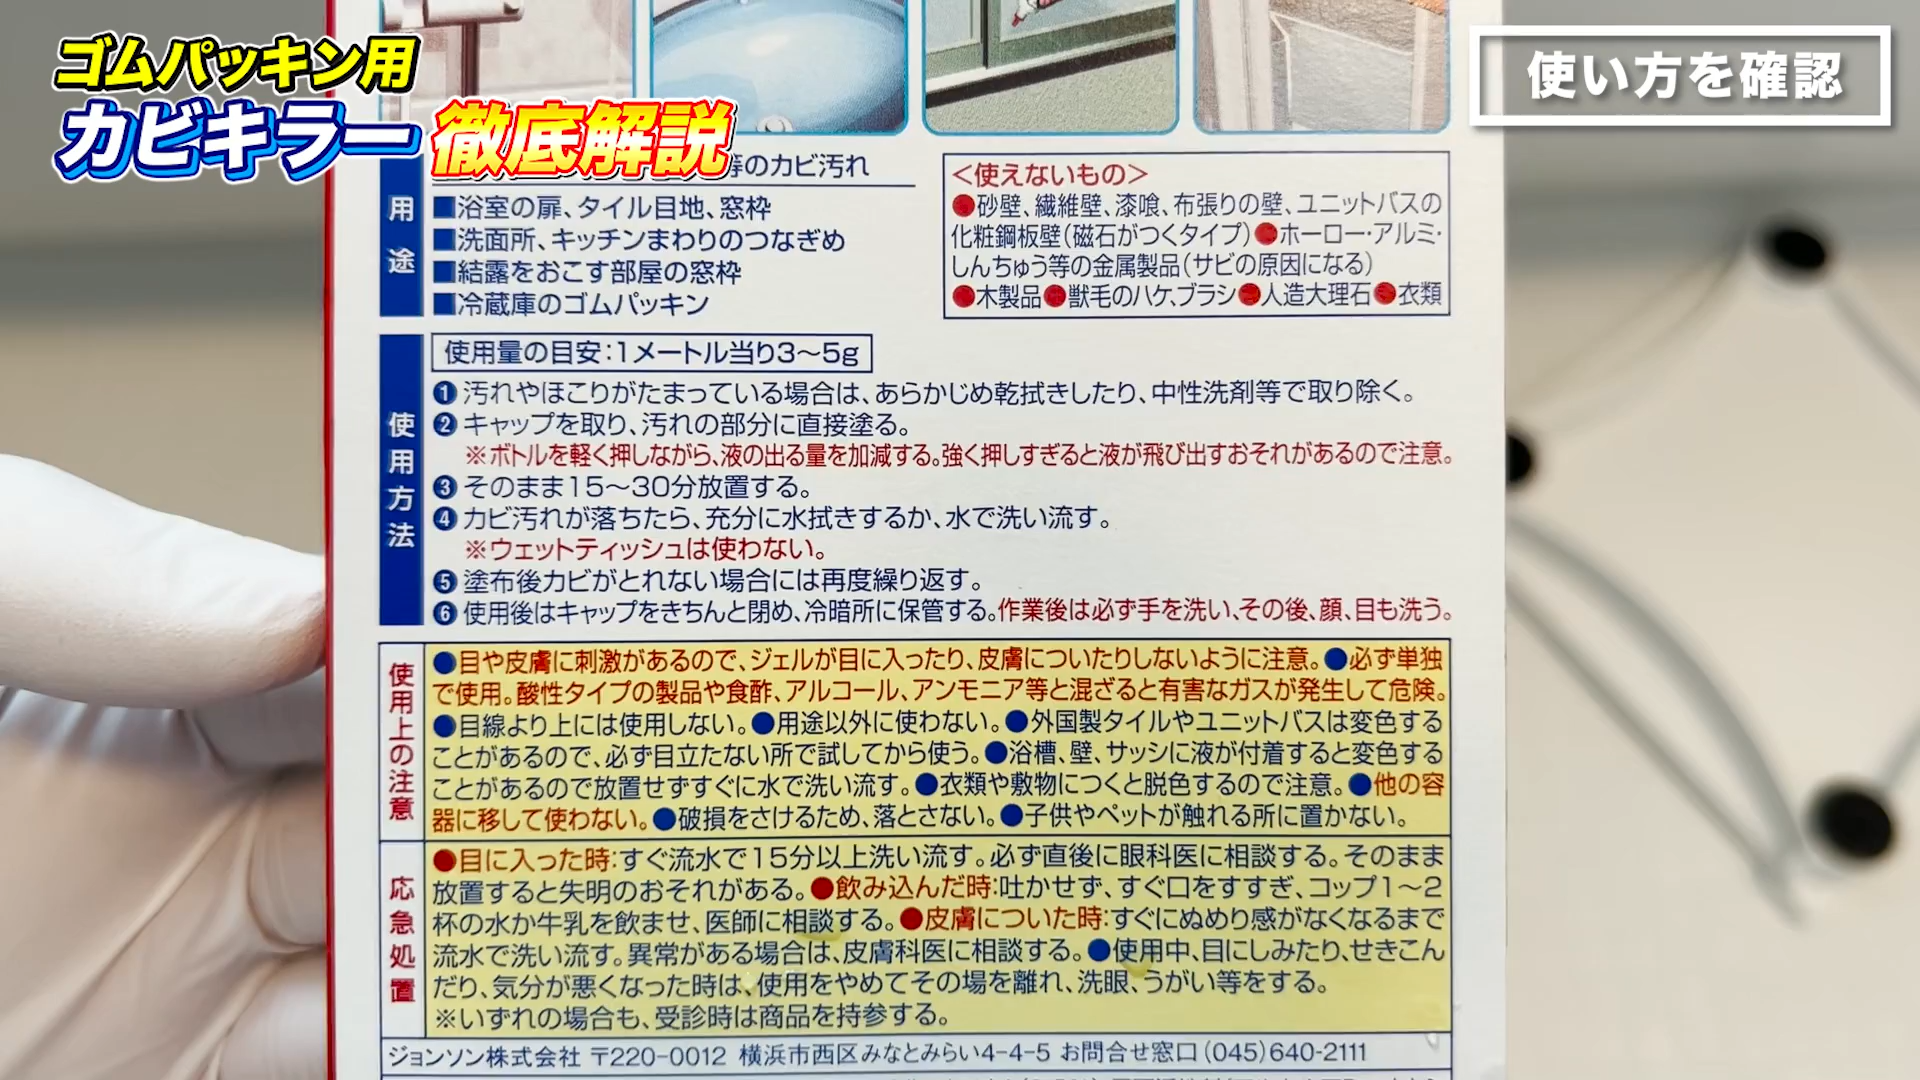 ゴムパッキン用
カビキラー 徹底解説
使い方を確認
等のカビ汚れ
用途
■浴室の扉、タイル目地、窓枠
■洗面所、キッチンまわりのつなぎめ
■結露をおこす部屋の窓枠
■冷蔵庫のゴムパッキン
<使えないもの>
●砂壁、繊維壁、漆喰、布張りの壁、ユニットバスの
化粧鋼板壁(磁石がつくタイプ)●ホーロー・アルミ・
しんちゅう等の金属製品(サビの原因になる)
●木製品●獣毛のハケ、ブラシ●人造大理石●衣類
使用方法
使用量の目安:1メートル当り3〜5g
❶汚れやほこりがたまっている場合は、あらかじめ乾拭きしたり、中性洗剤等で取り除く。
❷キャップを取り、汚れの部分に直接塗る。
※ボトルを軽く押しながら、液の出る量を加減する。強く押しすぎると液が飛び出すおそれがあるので注意。
❸そのまま15〜30分放置する。
❹カビ汚れが落ちたら、充分に水拭きするか、水で洗い流す。
※ウェットティッシュは使わない。
❺塗布後カビがとれない場合には再度繰り返す。
❻使用後はキャップをきちんと閉め、冷暗所に保管する。作業後は必ず手を洗い、その後、顔、目も洗う。
使用上の注意
●目や皮膚に刺激があるので、ジェルが目に入ったり、皮膚についたりしないように注意。●必ず単独
で使用。酸性タイプの製品や食酢、アルコール、アンモニア等と混ざると有害なガスが発生して危険。
●目線より上には使用しない。●用途以外に使わない。●外国製タイルやユニットバスは変色する
ことがあるので、必ず目立たない所で試してから使う。●浴槽、壁、サッシに液が付着すると変色する
ことがあるので放置せずすぐに水で洗い流す。●衣類や敷物につくと脱色するので注意。●他の容
器に移して使わない。●破損をさけるため、落とさない。●子供やペットが触れる所に置かない。
応急処置
●目に入った時:すぐ流水で15分以上洗い流す。必ず直後に眼科医に相談する。そのまま
放置すると失明のおそれがある。●飲み込んだ時:吐かせず、すぐ口をすすぎ、コップ1〜2
杯の水か牛乳を飲ませ、医師に相談する。●皮膚についた時:すぐにぬめり感がなくなるまで
流水で洗い流す。異常がある場合は、皮膚科医に相談する。●使用中、目にしみたり、せきこん
だり、気分が悪くなった時は、使用をやめてその場を離れ、洗眼、うがい等をする。
※いずれの場合も、受診時は商品を持参する。
ジョンソン株式会社 〒220-0012 横浜市西区みなとみらい4-4-5 お問合せ窓口(045)640-2111